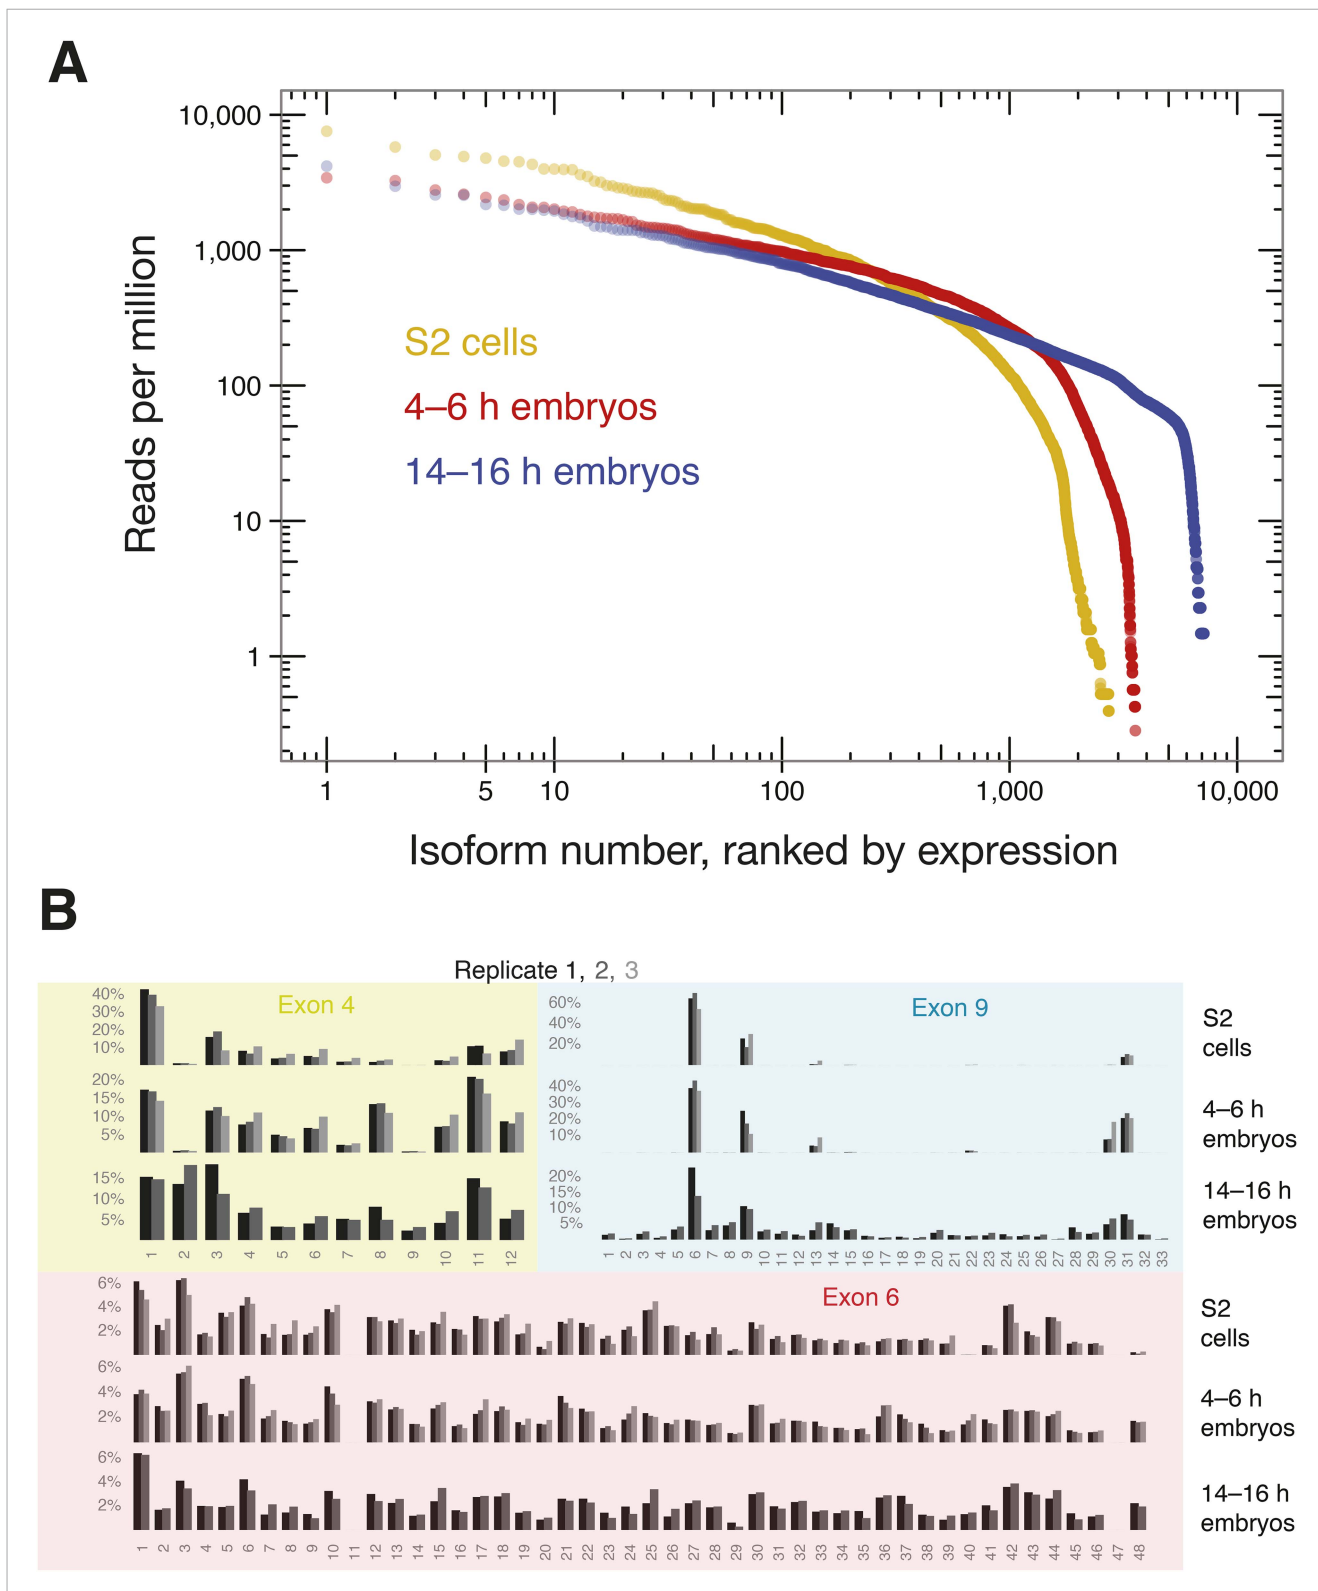 A
10,000
1,000
100
10
1
Reads per million
S2 cells
4–6 h embryos
14–16 h embryos
1 5 10 100 1,000 10,000
Isoform number, ranked by expression
B
Replicate 1, 2, 3
Exon 4
Exon 9
40%
30%
20%
10%
60%
40%
20%
S2
cells
20%
15%
10%
5%
40%
30%
20%
10%
4–6 h
embryos
15%
10%
5%
20%
15%
10%
5%
14–16 h
embryos
1 2 3 4 5 6 7 8 9 10 11 12
1 2 3 4 5 6 7 8 9 10 11 12 13 14 15 16 17 18 19 20 21 22 23 24 25 26 27 28 29 30 31 32 33
Exon 6
6%
4%
2%
S2
cells
6%
4%
2%
4–6 h
embryos
6%
4%
2%
14–16 h
embryos
1 2 3 4 5 6 7 8 9 10 11 12 13 14 15 16 17 18 19 20 21 22 23 24 25 26 27 28 29 30 31 32 33 34 35 36 37 38 39 40 41 42 43 44 45 46 47 48